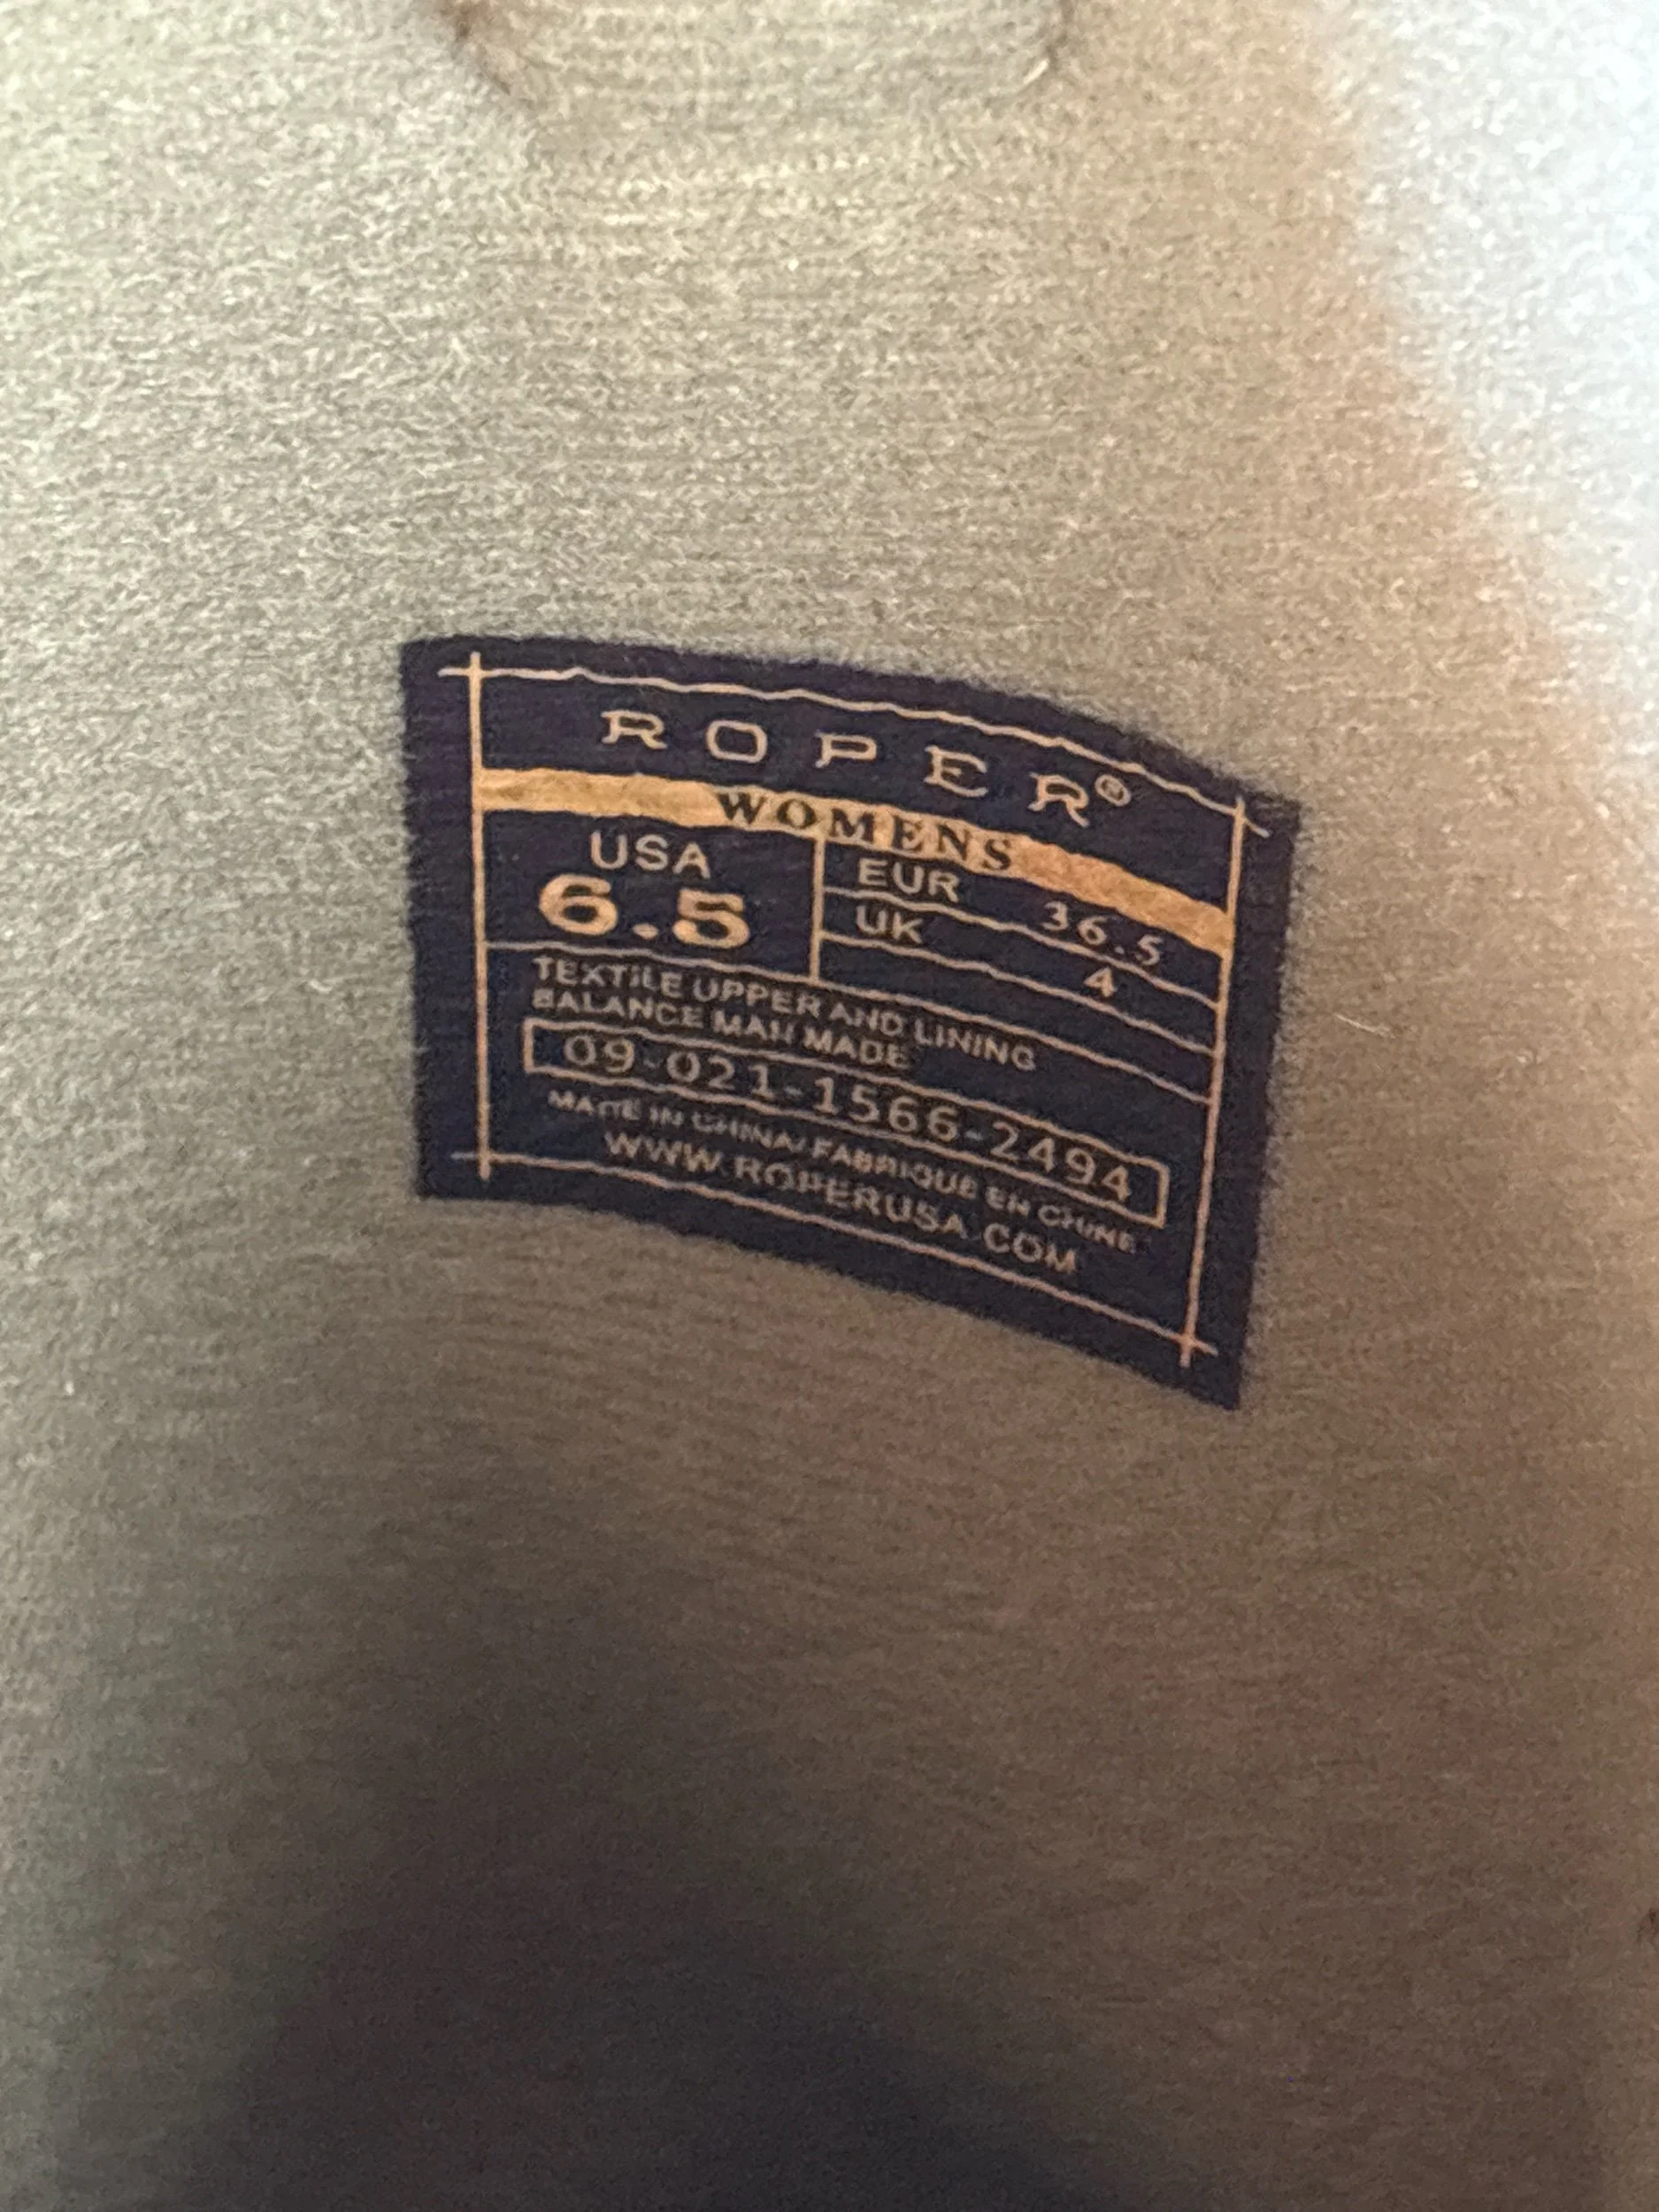 ROPER®
WOMENS
USA
6.5
EUR 36.5
UK 4
TEXTILE UPPER AND LINING
BALANCE MAN MADE
09-021-1566-2494
MADE IN CHINA/FABRIQUE EN CHINE
WWW.ROPERUSA.COM